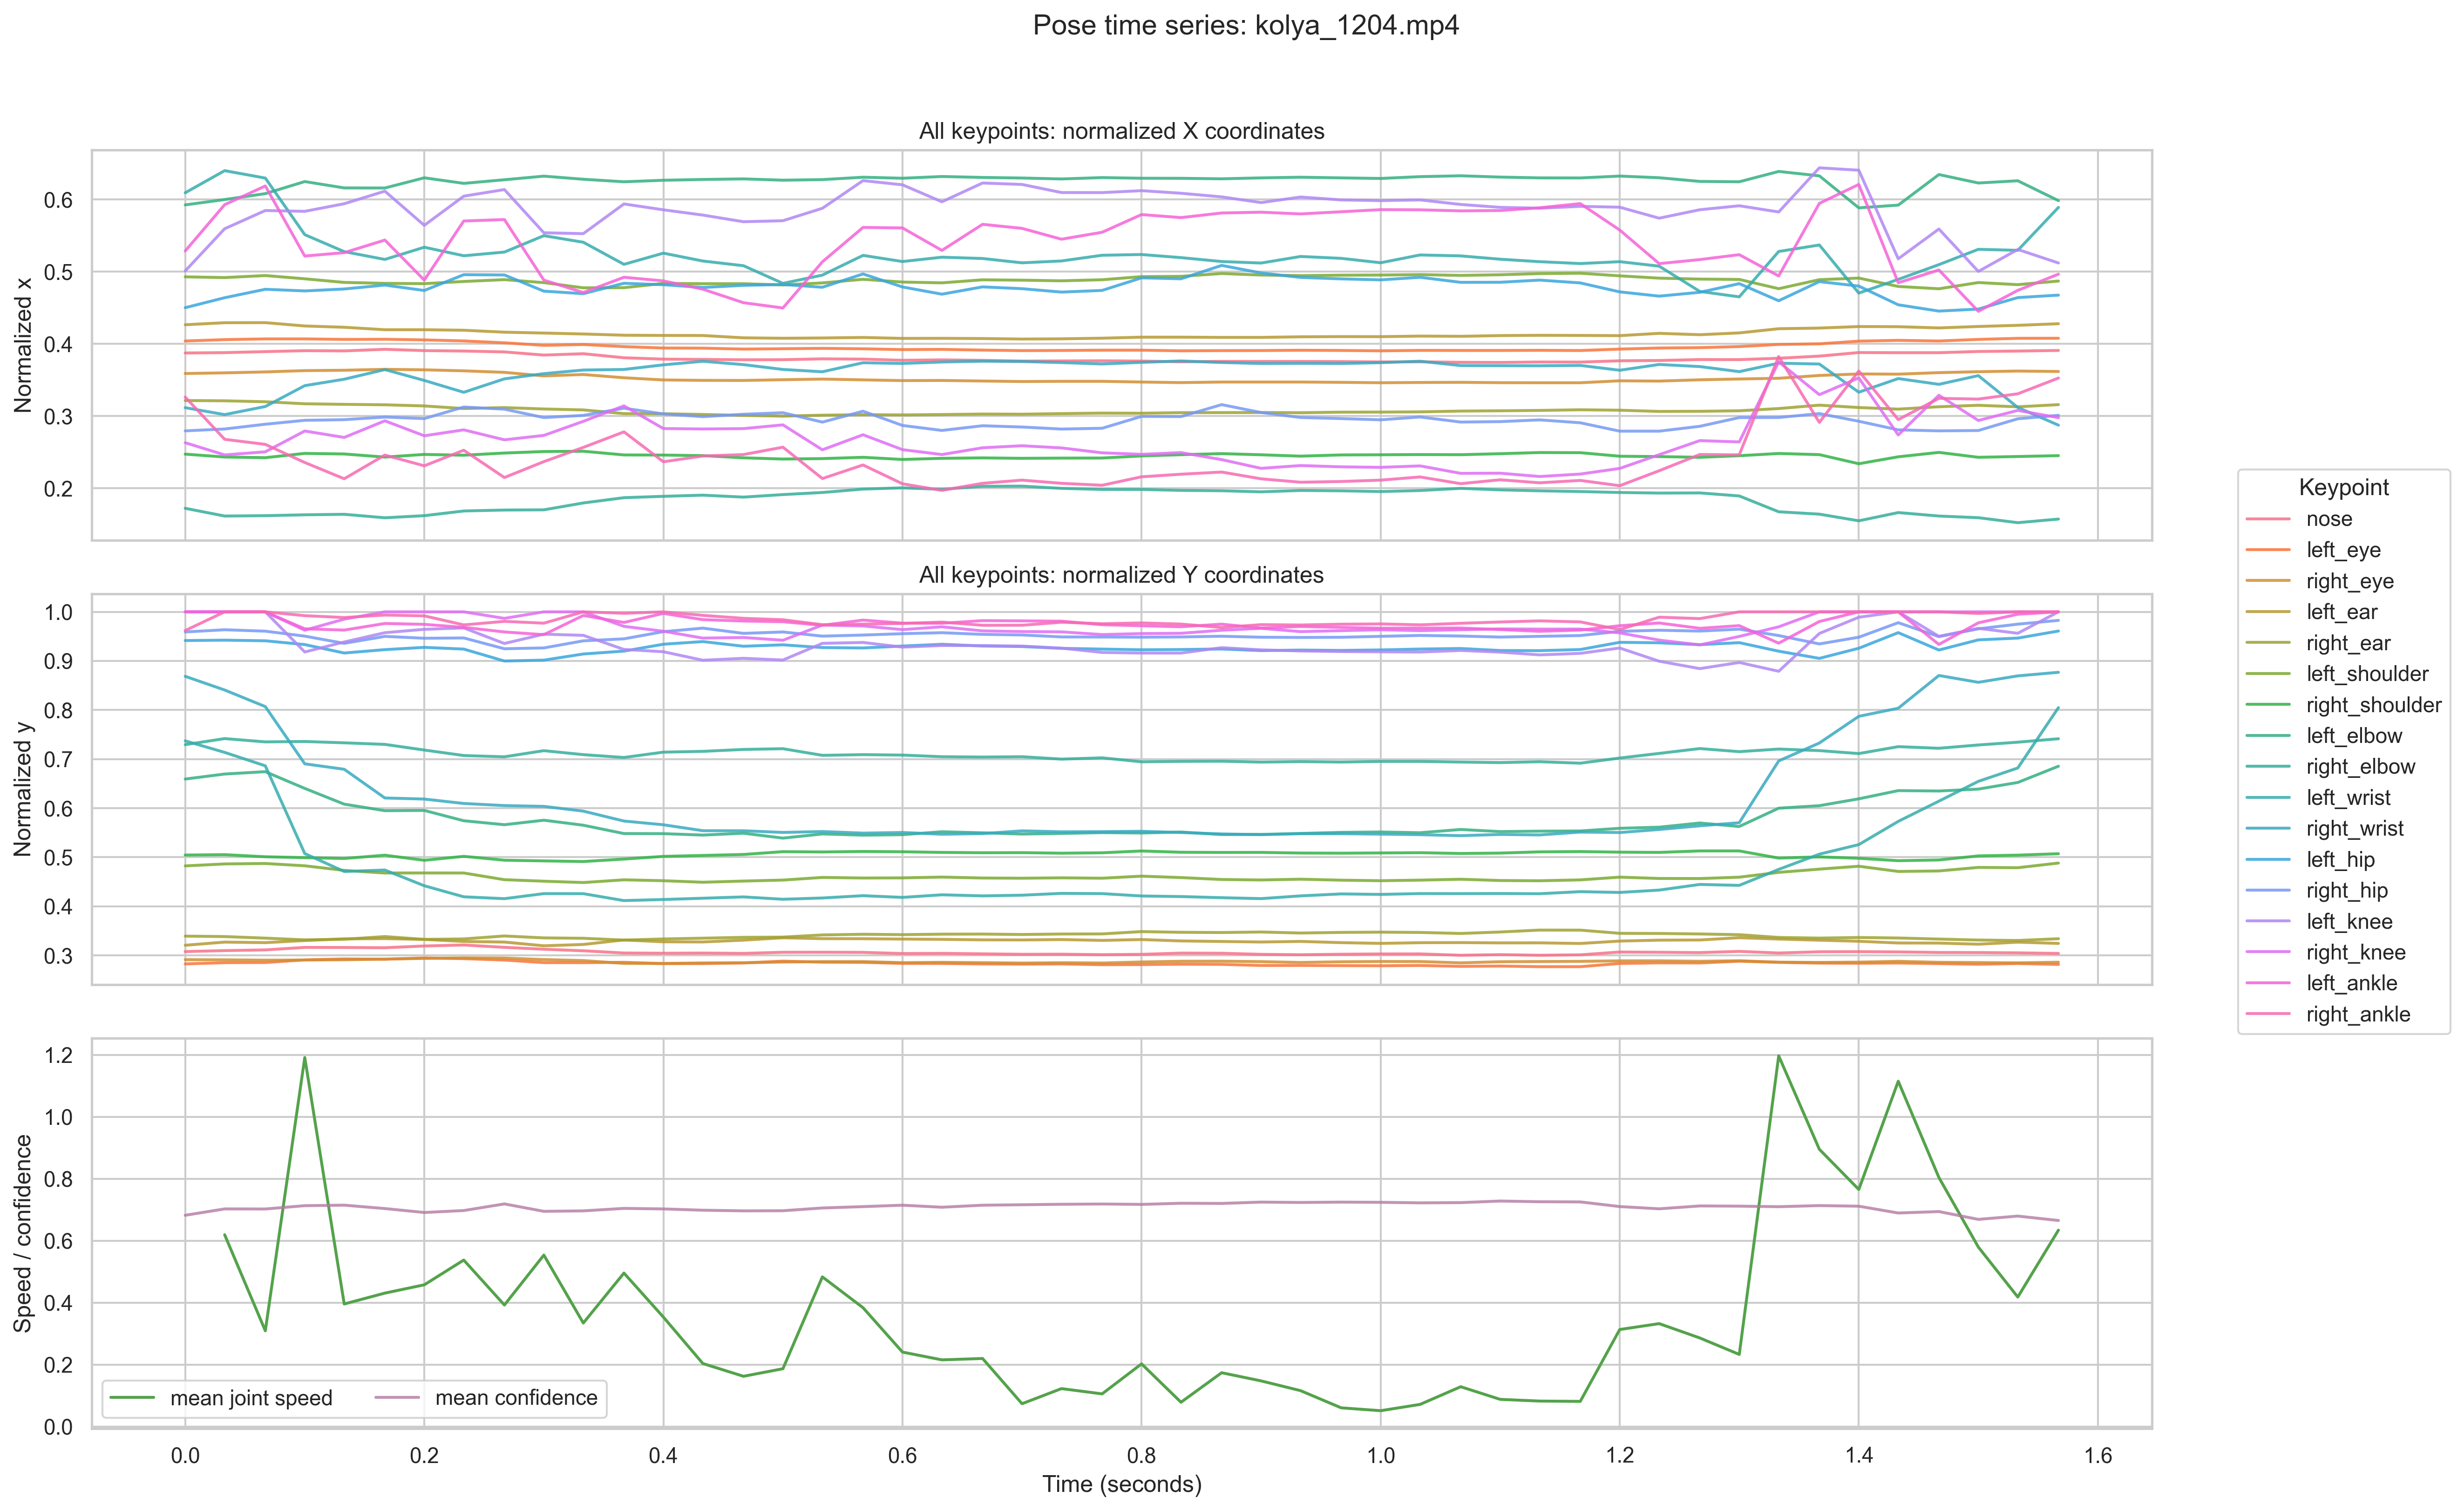 Pose time series: kolya_1204.mp4
All keypoints: normalized X coordinates
Normalized x
0.6
0.5
0.4
0.3
0.2
All keypoints: normalized Y coordinates
Normalized y
1.0
0.9
0.8
0.7
0.6
0.5
0.4
0.3
Speed / confidence
1.2
1.0
0.8
0.6
0.4
0.2
0.0
mean joint speed
mean confidence
0.0
0.2
0.4
0.6
0.8
1.0
1.2
1.4
1.6
Time (seconds)
Keypoint
nose
left_eye
right_eye
left_ear
right_ear
left_shoulder
right_shoulder
left_elbow
right_elbow
left_wrist
right_wrist
left_hip
right_hip
left_knee
right_knee
left_ankle
right_ankle